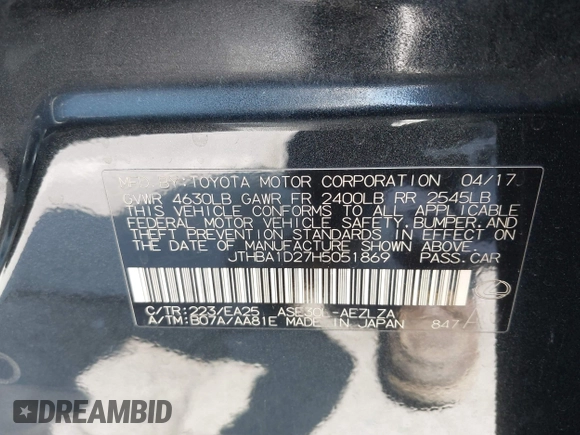 MFD. BY: TOYOTA MOTOR CORPORATION 04/17
GVWR 4630LB GAWR FR 2400LB RR 2545LB
THIS VEHICLE CONFORMS TO ALL APPLICABLE
FEDERAL MOTOR VEHICLE SAFETY, BUMPER, AND
THEFT PREVENTION STANDARDS IN EFFECT ON
THE DATE OF MANUFACTURE SHOWN ABOVE.
JTHBA1D27H5051869 PASS.CAR
C/TR:223/EA25 ASE30L-AEZLZA
A/TM:B07A/AA81E MADE IN JAPAN 847
DREAMBID